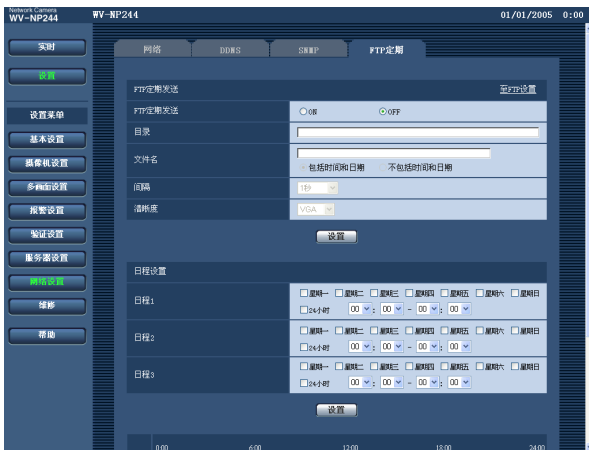 Network Camera
WV-NP244
WV-NP244
01/01/2005 0:00
实时
设置
设置菜单
基本设置
摄像机设置
多画面设置
报警设置
验证设置
服务器设置
网络设置
维修
帮助
网络 DDNS SNMP FTP定期
FTP定期发送 至FTP设置
FTP定期发送 ON OFF
目录
文件名
包括时间和日期 不包括时间和日期
间隔 1秒
清晰度 VGA
设置
日程设置
日程1 星期一 星期二 星期三 星期四 星期五 星期六 星期日
24小时 00 : 00 - 00 : 00
日程2 星期一 星期二 星期三 星期四 星期五 星期六 星期日
24小时 00 : 00 - 00 : 00
日程3 星期一 星期二 星期三 星期四 星期五 星期六 星期日
24小时 00 : 00 - 00 : 00
设置
0:00 6:00 12:00 18:00 24:00